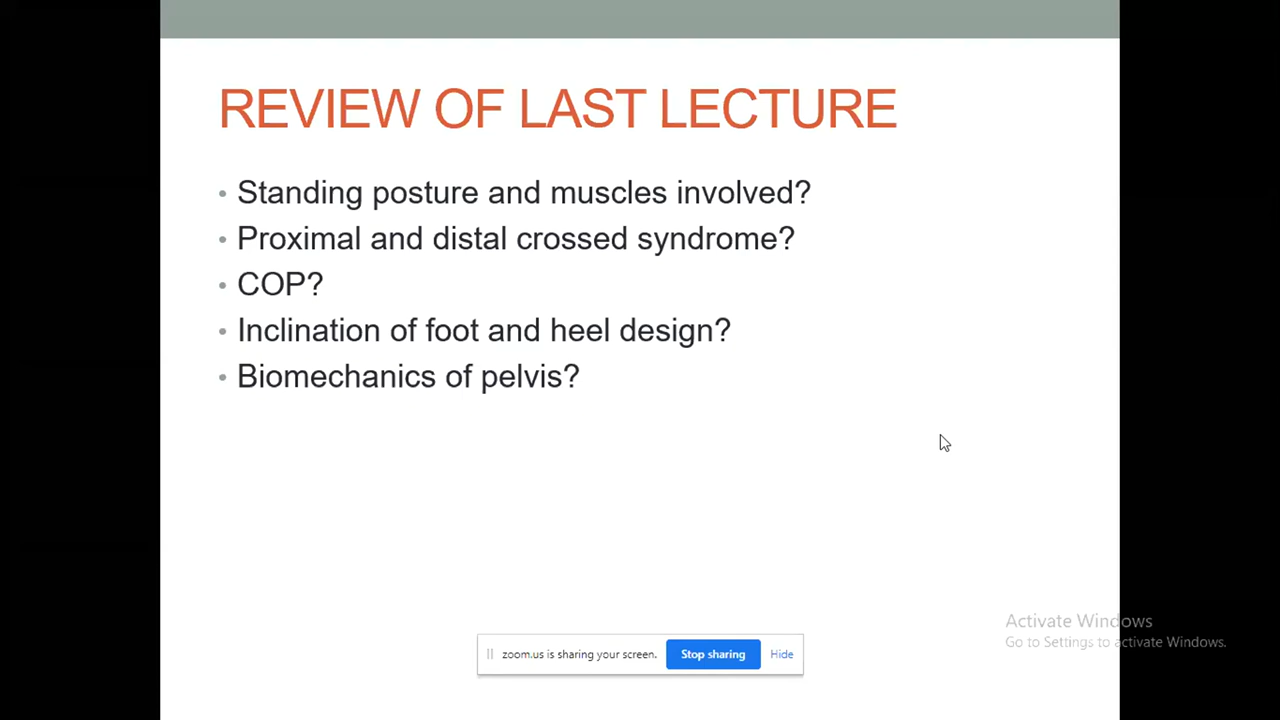 REVIEW OF LAST LECTURE
• Standing posture and muscles involved?
• Proximal and distal crossed syndrome?
• COP?
• Inclination of foot and heel design?
• Biomechanics of pelvis?
Activate Windows
Go to Settings to activate Windows.
zoom.us is sharing your screen. Stop sharing Hide